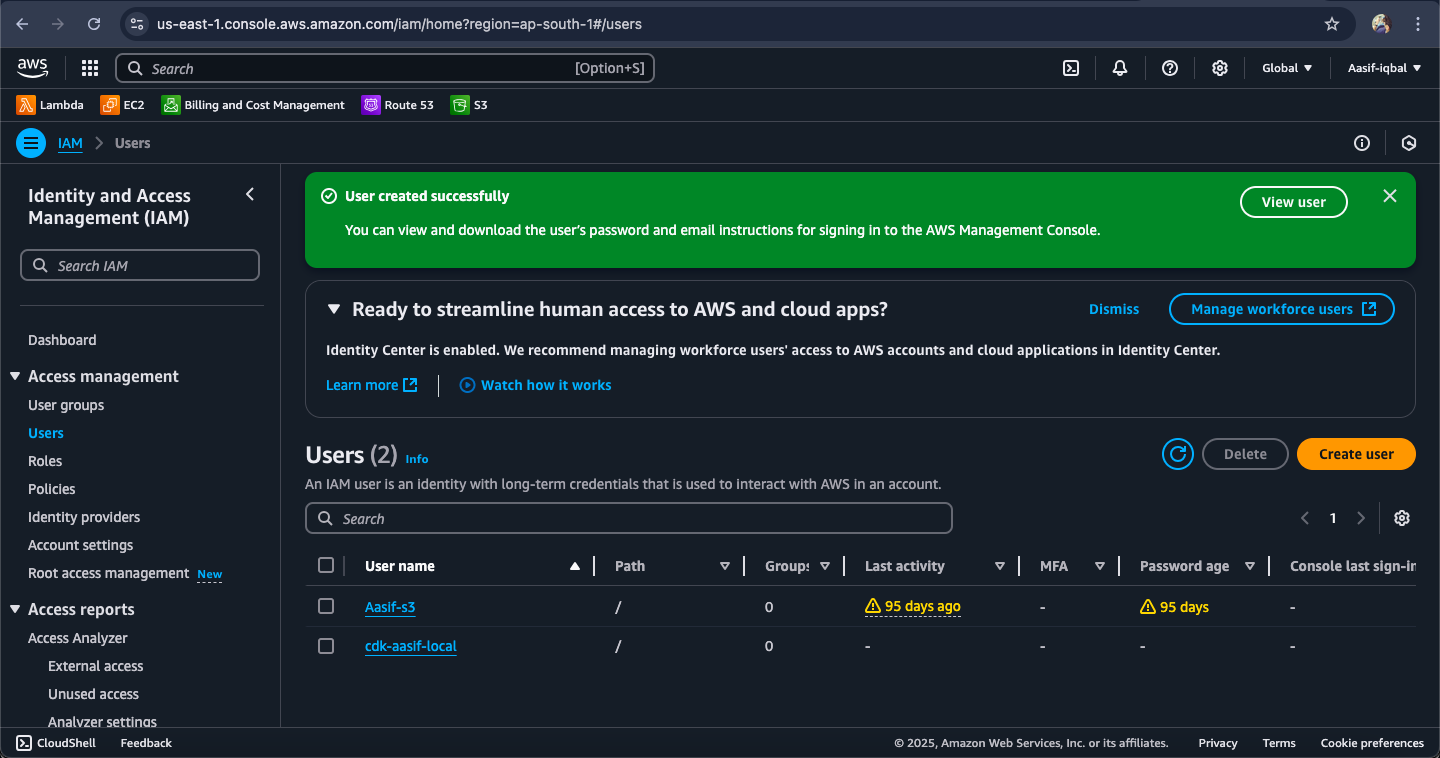 us-east-1.console.aws.amazon.com/iam/home?region=ap-south-1#/users
aws
Search
[Option+S]
Global
Aasif-iqbal
Lambda
EC2
Billing and Cost Management
Route 53
S3
IAM
Users
Identity and Access
Management (IAM)
Search IAM
Dashboard
Access management
User groups
Users
Roles
Policies
Identity providers
Account settings
Root access management New
Access reports
Access Analyzer
External access
Unused access
Analyzer settings
User created successfully
You can view and download the user's password and email instructions for signing in to the AWS Management Console.
View user
Ready to streamline human access to AWS and cloud apps?
Dismiss
Manage workforce users
Identity Center is enabled. We recommend managing workforce users' access to AWS accounts and cloud applications in Identity Center.
Learn more
Watch how it works
Users (2) Info
Delete
Create user
An IAM user is an identity with long-term credentials that is used to interact with AWS in an account.
Search
1
User name Path Groups Last activity MFA Password age Console last sign-in
Aasif-s3 / 0 95 days ago - 95 days -
cdk-aasif-local / 0 - - - -
CloudShell
Feedback
© 2025, Amazon Web Services, Inc. or its affiliates.
Privacy
Terms
Cookie preferences